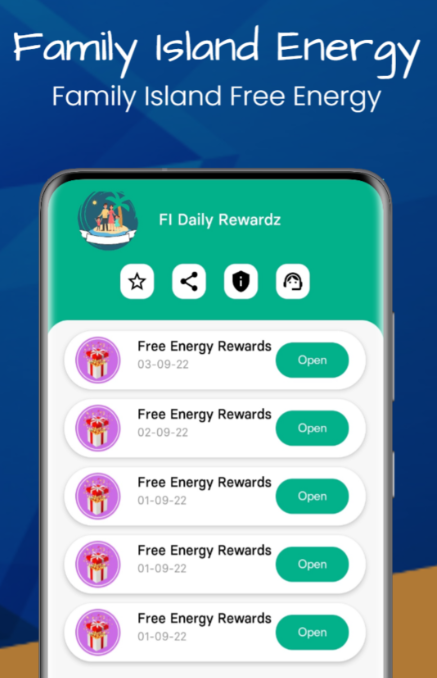 Family Island Energy
Family Island Free Energy
FI Daily Rewardz
Free Energy Rewards
03-09-22
Open
Free Energy Rewards
02-09-22
Open
Free Energy Rewards
01-09-22
Open
Free Energy Rewards
01-09-22
Open
Free Energy Rewards
01-09-22
Open